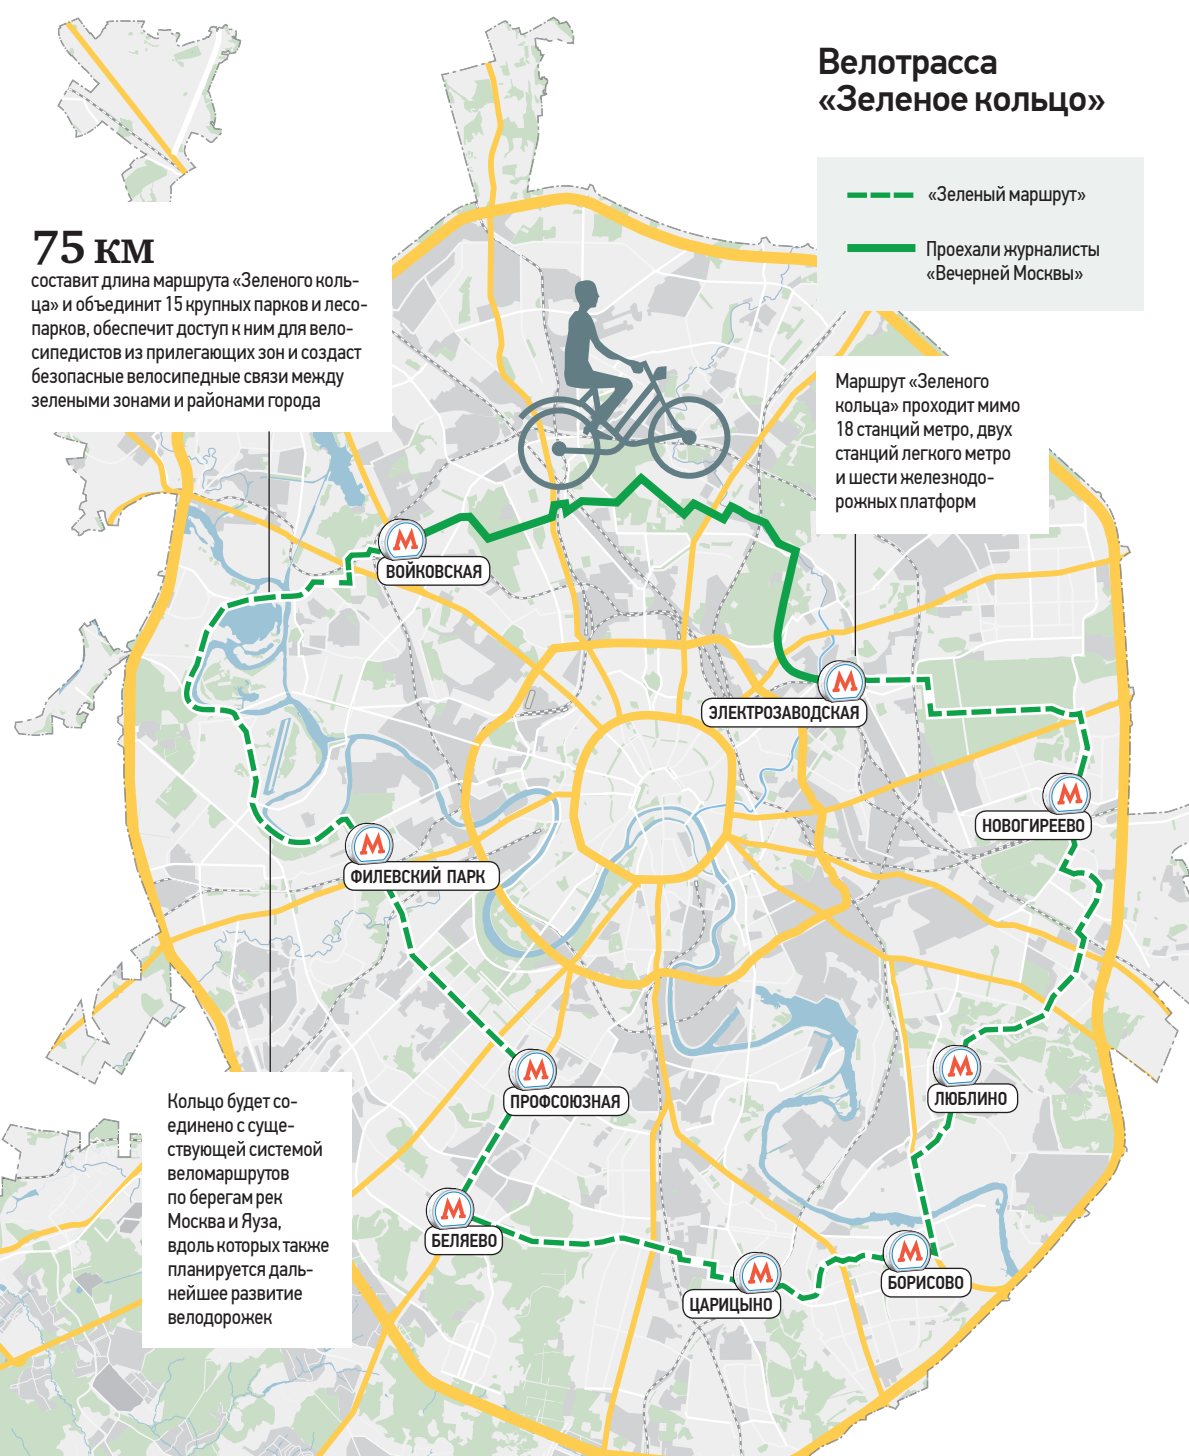 Велотрасса
«Зеленое кольцо»
«Зеленый маршрут»
Проехали журналисты
«Вечерней Москвы»
75 км
составит длина маршрута «Зеленого коль-
ца» и объединит 15 крупных парков и лесо-
парков, обеспечит доступ к ним для вело-
сипедистов из прилегающих зон и создаст
безопасные велосипедные связи между
зелеными зонами и районами города
Маршрут «Зеленого
кольца» проходит мимо
18 станций метро, двух
станций легкого метро
и шести железнодо-
рожных платформ
М
ВОЙКОВСКАЯ
М
ЭЛЕКТРОЗАВОДСКАЯ
М
НОВОГИРЕЕВО
М
ФИЛЕВСКИЙ ПАРК
М
ПРОФСОЮЗНАЯ
М
ЛЮБЛИНО
М
БЕЛЯЕВО
М
БОРИСОВО
М
ЦАРИЦЫНО
Кольцо будет со-
единено с суще-
ствующей системой
веломаршрутов
по берегам рек
Москва и Яуза,
вдоль которых также
планируется даль-
нейшее развитие
велодорожек